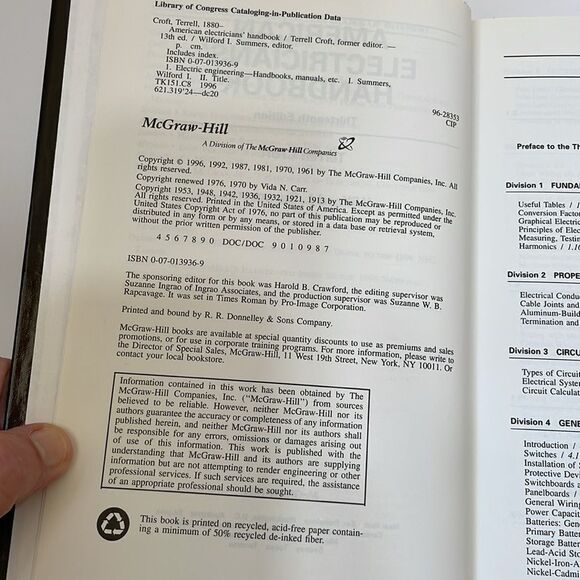 Library of Congress Cataloging-in-Publication Data
Croft, Terrell, 1880–
American electricians' handbook / Terrell Croft, former editor. —
13th ed. / Wilford I. Summers, editor.
p. cm.
Includes index.
ISBN 0-07-013936-9
1. Electric engineering—Handbooks, manuals, etc. I. Summers,
Wilford I. II. Title.
TK151.C8 1996
621.319'24—dc20
96-28353
CIP
McGraw-Hill
A Division of The McGraw-Hill Companies
Copyright © 1996, 1992, 1987, 1981, 1970, 1961 by The McGraw-Hill Companies, Inc. All
rights reserved.
Copyright renewed 1976, 1970 by Vida N. Carr.
Copyright 1953, 1948, 1942, 1936, 1932, 1921, 1913 by The McGraw-Hill Companies, Inc.
All rights reserved. Printed in the United States of America. Except as permitted under the
United States Copyright Act of 1976, no part of this publication may be reproduced or
distributed in any form or by any means, or stored in a data base or retrieval system,
without the prior written permission of the publisher.
4 5 6 7 8 9 0 DOC/DOC 9 0 1 0 9 8 7
ISBN 0-07-013936-9
The sponsoring editor for this book was Harold B. Crawford, the editing supervisor was
Suzanne Ingrao of Ingrao Associates, and the production supervisor was Suzanne W. B.
Rapcavage. It was set in Times Roman by Pro-Image Corporation.
Printed and bound by R. R. Donnelley & Sons Company.
McGraw-Hill books are available at special quantity discounts to use as premiums and sales
promotions, or for use in corporate training programs. For more information, please write to
the Director of Special Sales, McGraw-Hill, 11 West 19th Street, New York, NY 10011. Or
contact your local bookstore.
Information contained in this work has been obtained by The
McGraw-Hill Companies, Inc. ("McGraw-Hill") from sources
believed to be reliable. However, neither McGraw-Hill nor its
authors guarantee the accuracy or completeness of any information
published herein, and neither McGraw-Hill nor its authors shall
be responsible for any errors, omissions or damages arising out
of use of this information. This work is published with the
understanding that McGraw-Hill and its authors are supplying
information but are not attempting to render engineering or other
professional services. If such services are required, the assistance
of an appropriate professional should be sought.
This book is printed on recycled, acid-free paper contain-
ing a minimum of 50% recycled de-inked fiber.
Preface to the Th
Division 1 FUNDA
Useful Tables / 1
Conversion Facto
Graphical Electri
Principles of Elec
Measuring, Testin
Harmonics / 1.16
Division 2 PROPE
Electrical Condu
Cable Joints and
Aluminum-Build
Termination and
Division 3 CIRCU
Types of Circuit
Electrical System
Circuit Calculat
Division 4 GENE
Introduction /
Switches / 4.1
Installation of
Protective Devi
Switchboards a
Panelboards /
General Wiring
Power Capacit
Batteries: Gene
Primary Batter
Storage Batter
Lead-Acid Stor
Nickel-Iron-A
Nickel-Cadmi